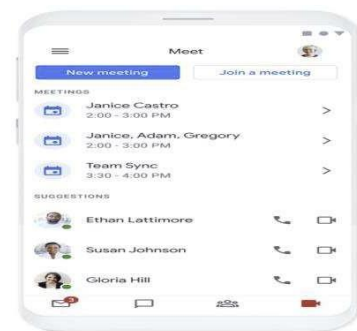 Meet
New meeting
Join a meeting
MEETINGS
Janice Castro
2:00 - 3:00 PM
Janice, Adam, Gregory
2:00 - 3:00 PM
Team Sync
3:30 - 4:00 PM
SUGGESTIONS
Ethan Lattimore
Susan Johnson
Gloria Hill